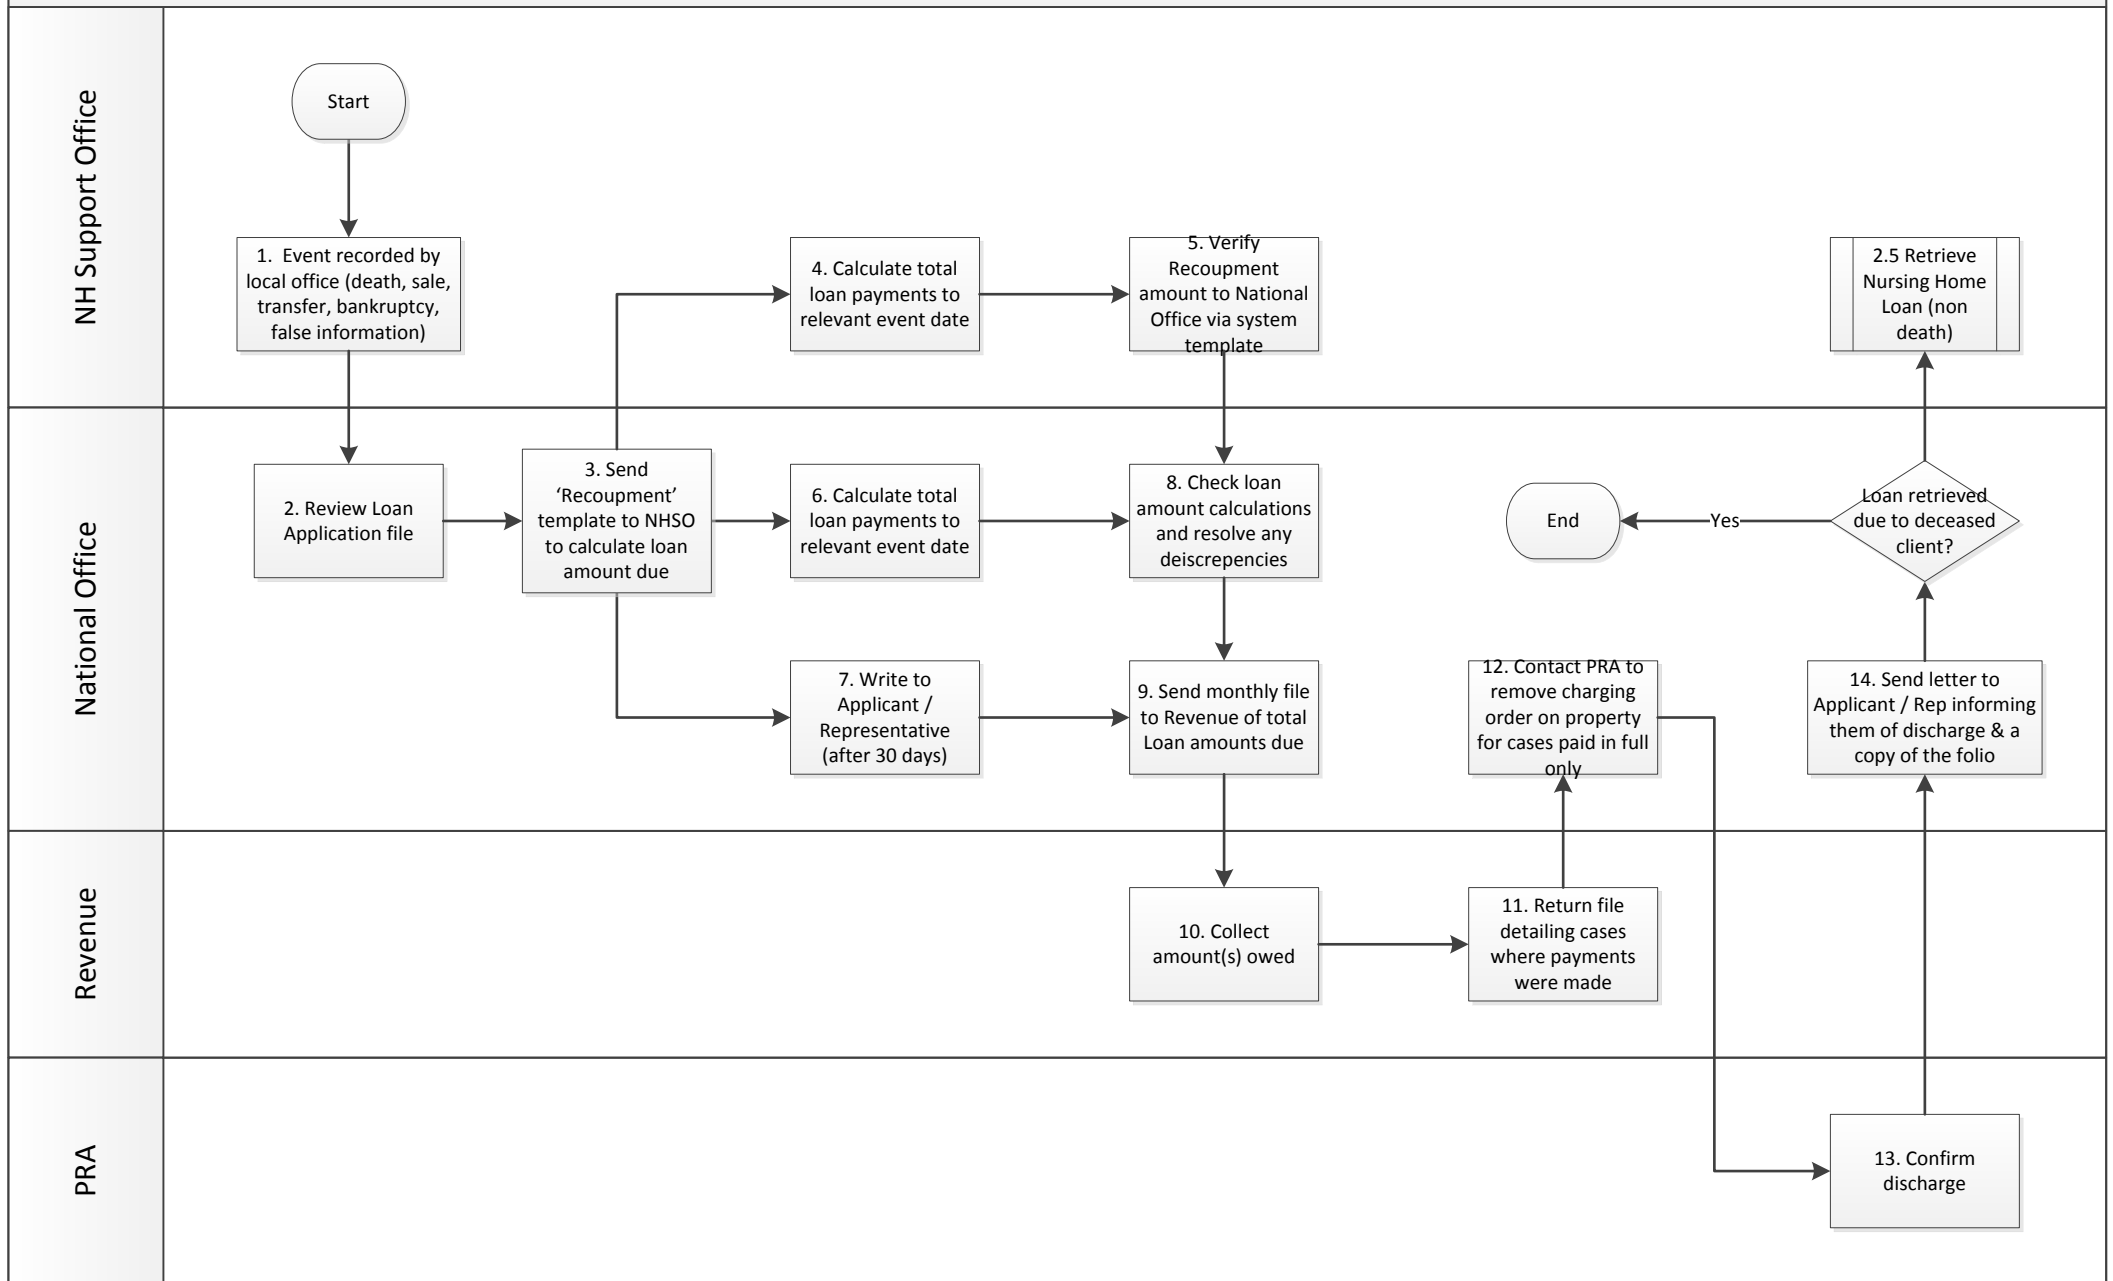 NH Support Office
Start
1. Event recorded by
local office (death, sale,
transfer, bankruptcy,
false information)
4. Calculate total
loan payments to
relevant event date
5. Verify
Recoupment
amount to National
Office via system
template
2.5 Retrieve
Nursing Home
Loan (non
death)
National Office
2. Review Loan
Application file
3. Send
‘Recoupment’
template to NHSO
to calculate loan
amount due
6. Calculate total
loan payments to
relevant event date
8. Check loan
amount calculations
and resolve any
deiscrepencies
End
Yes
Loan retrieved
due to deceased
client?
7. Write to
Applicant /
Representative
(after 30 days)
9. Send monthly file
to Revenue of total
Loan amounts due
12. Contact PRA to
remove charging
order on property
for cases paid in full
only
14. Send letter to
Applicant / Rep informing
them of discharge & a
copy of the folio
Revenue
10. Collect
amount(s) owed
11. Return file
detailing cases
where payments
were made
PRA
13. Confirm
discharge